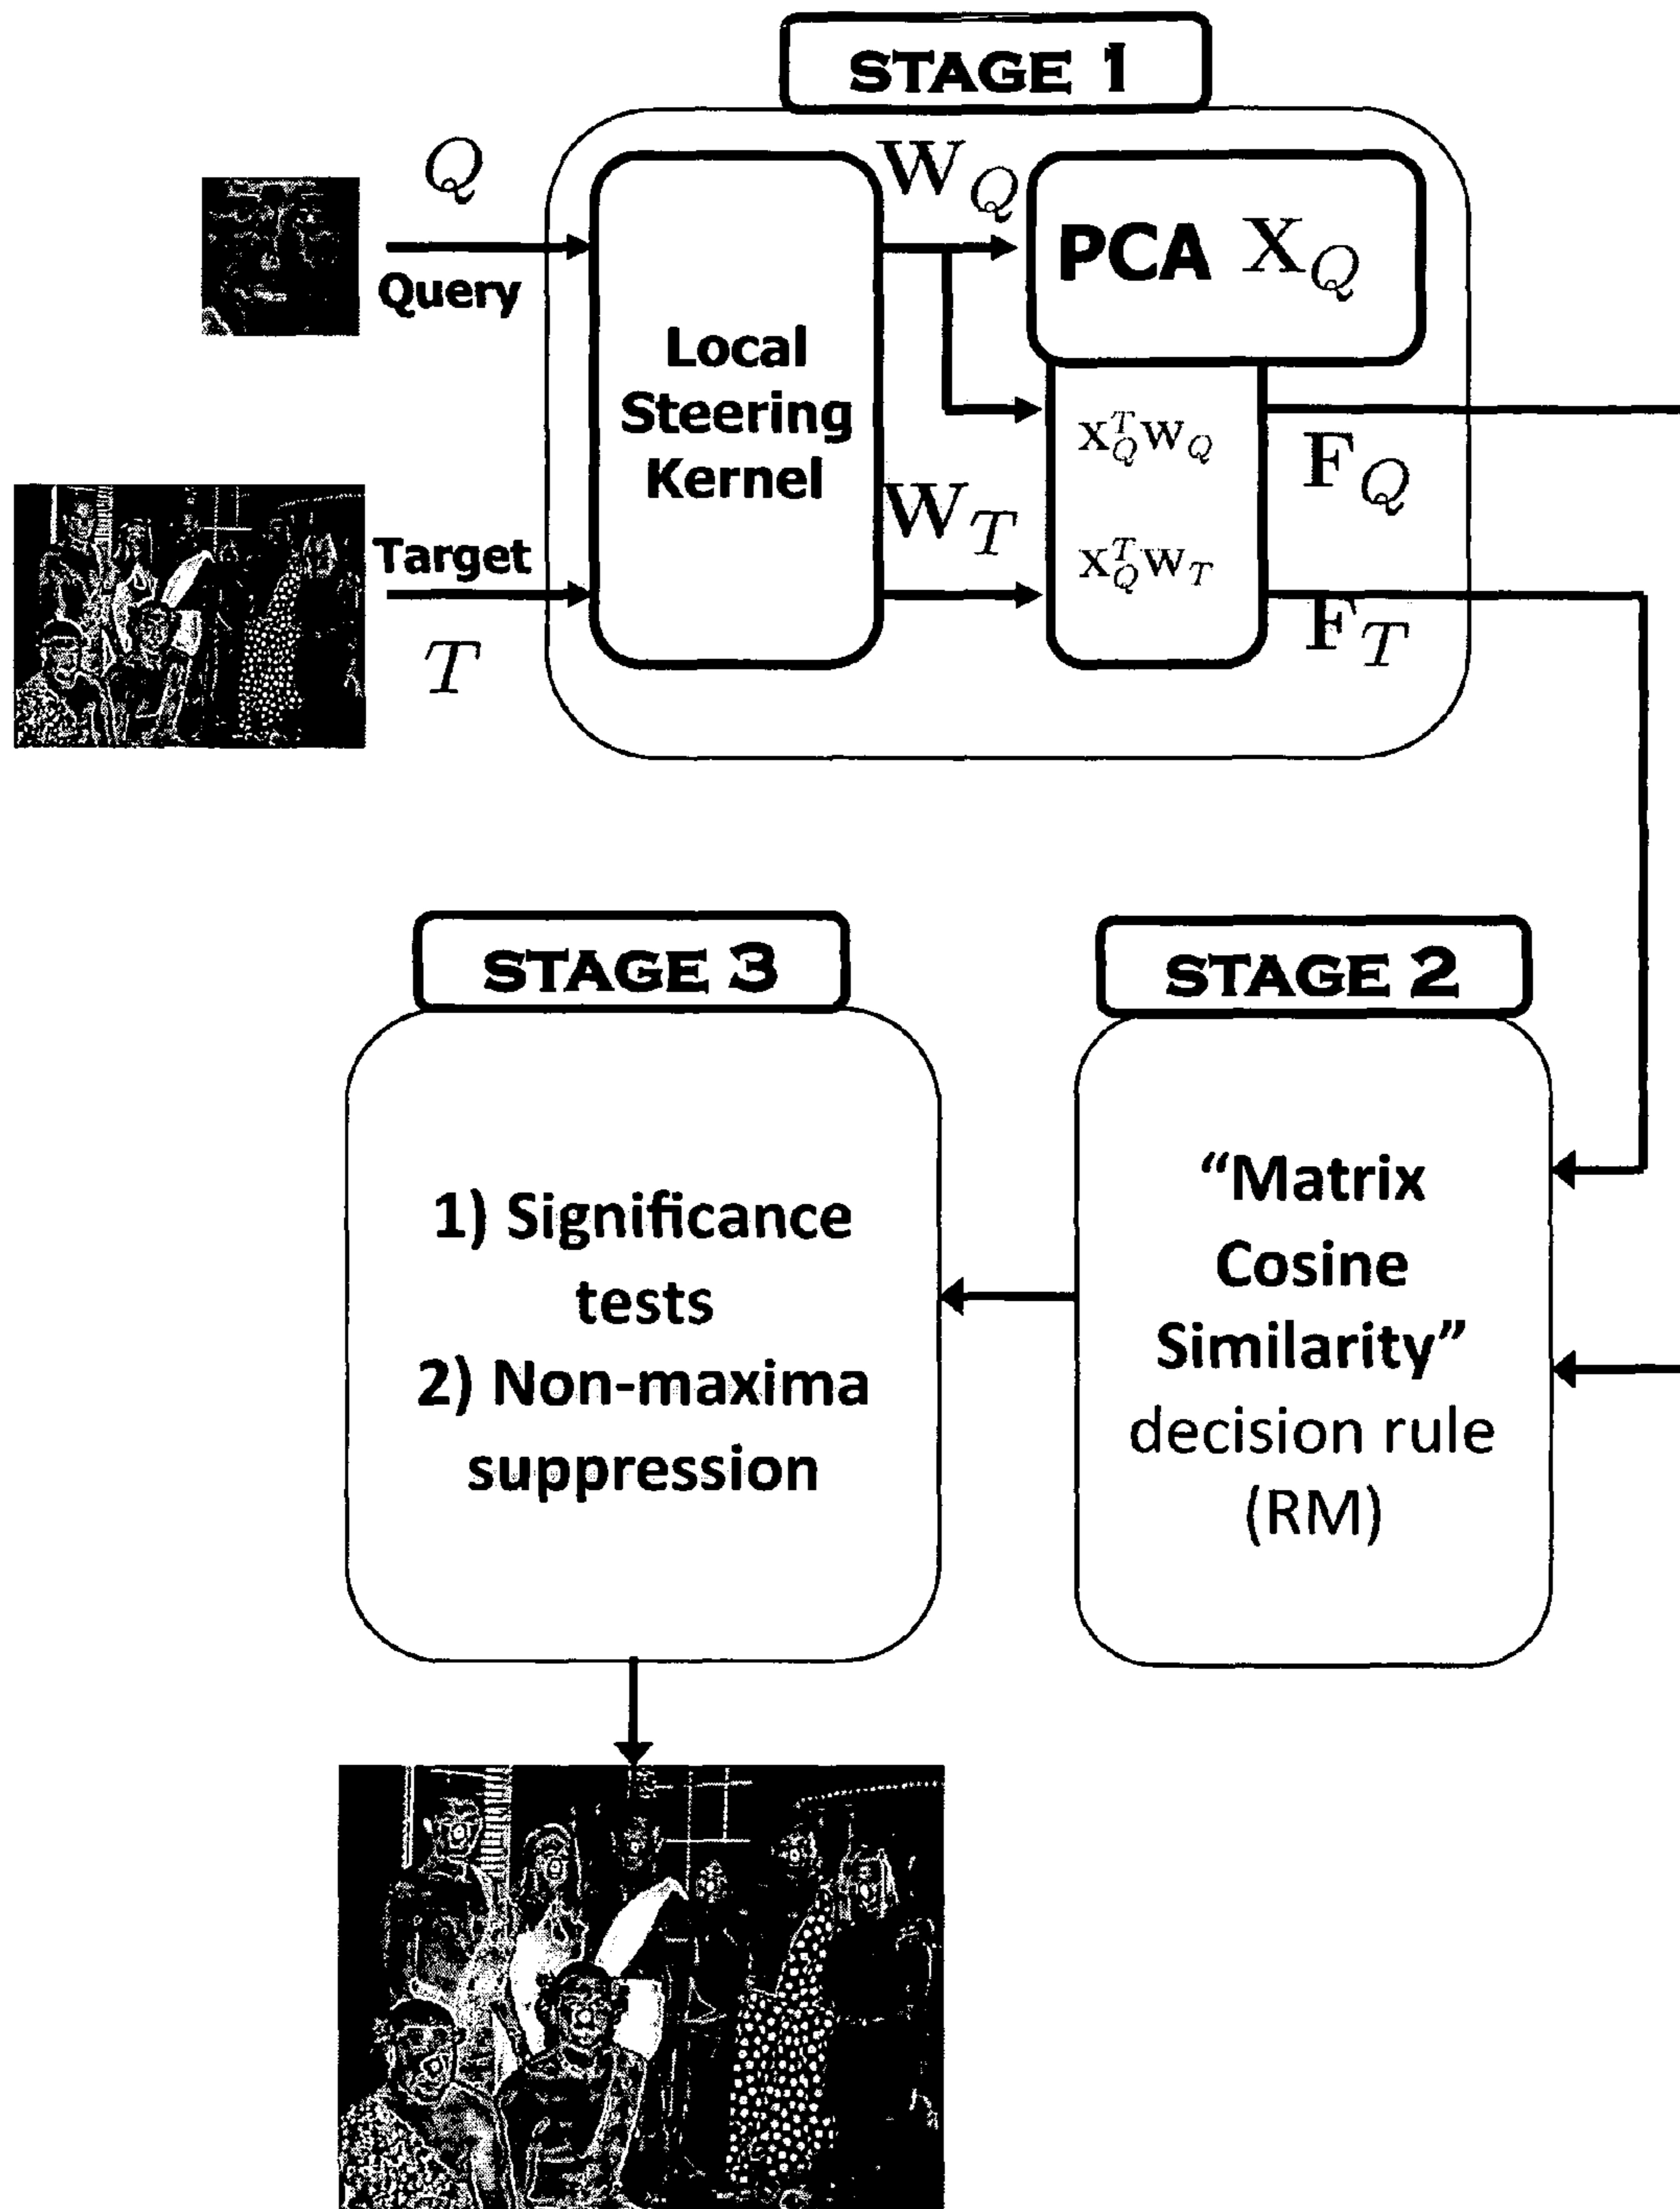 STAGE 1
Q
Query
Target
T
Local
Steering
Kernel
W_Q
W_T
PCA X_Q
x_Q^T w_Q
x_Q^T w_T
F_Q
F_T
STAGE 3
1) Significance
tests
2) Non-maxima
suppression
STAGE 2
“Matrix
Cosine
Similarity”
decision rule
(RM)